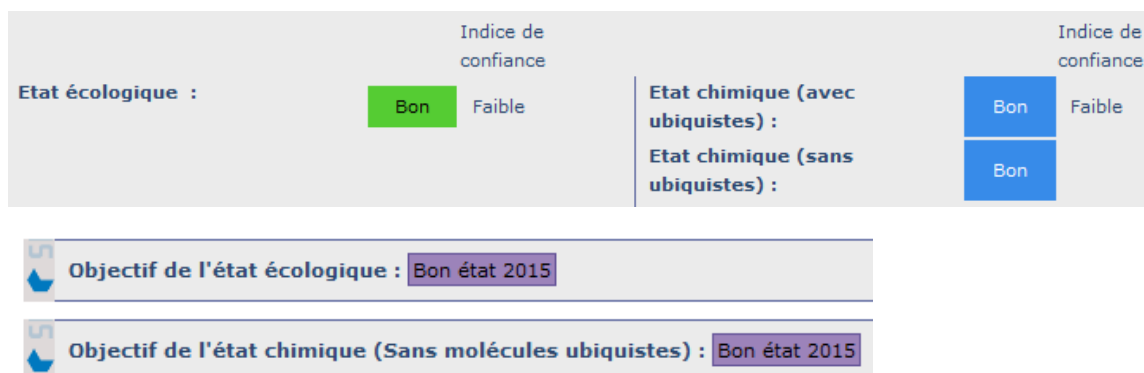 Indice de
confiance
Indice de
confiance
Etat écologique :
Bon
Faible
Etat chimique (avec
ubiquistes) :
Bon
Faible
Etat chimique (sans
ubiquistes) :
Bon
Objectif de l'état écologique : Bon état 2015
Objectif de l'état chimique (Sans molécules ubiquistes) : Bon état 2015